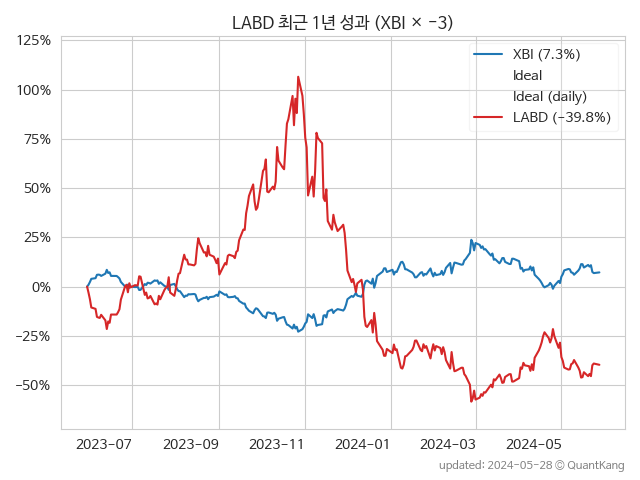 LABD 최근 1년 성과 (XBI × −3)
125%
100%
75%
50%
25%
0%
−25%
−50%
XBI (7.3%)
Ideal
Ideal (daily)
LABD (−39.8%)
2023-07
2023-09
2023-11
2024-01
2024-03
2024-05
updated: 2024-05-28 © QuantKang